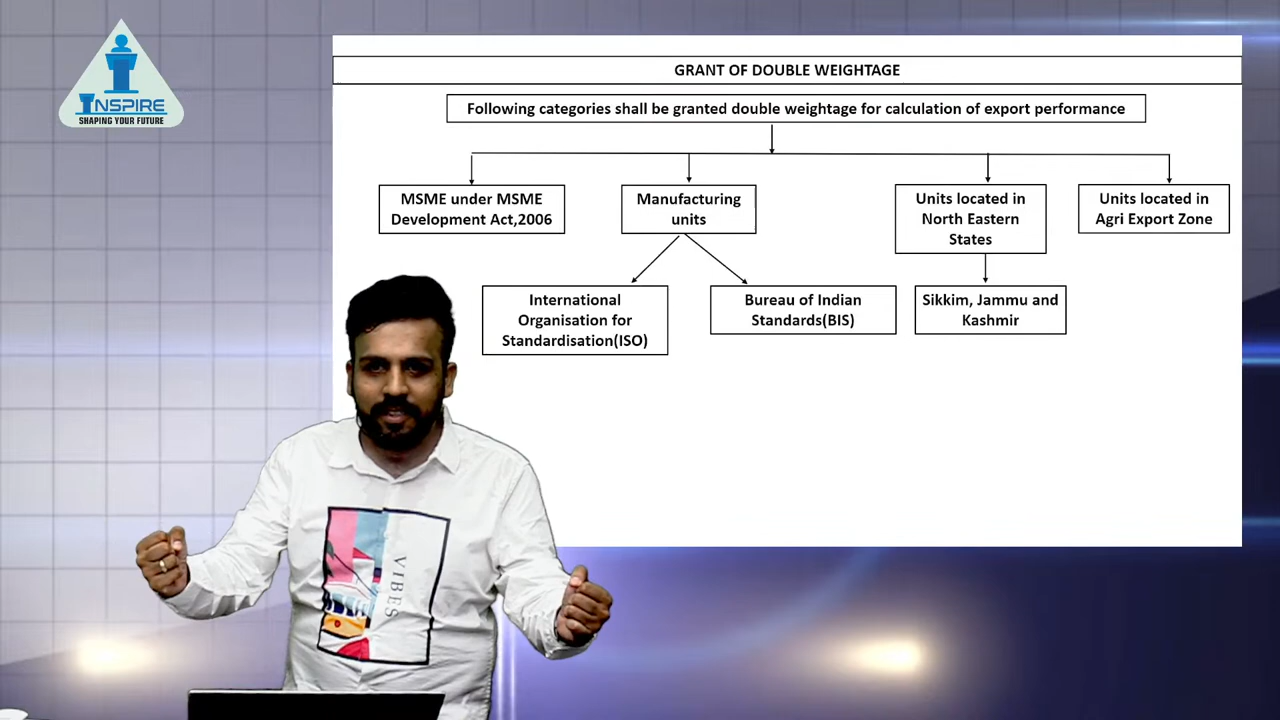 INSPIRE
SHAPING YOUR FUTURE
GRANT OF DOUBLE WEIGHTAGE
Following categories shall be granted double weightage for calculation of export performance
MSME under MSME
Development Act,2006
Manufacturing
units
Units located in
North Eastern
States
Units located in
Agri Export Zone
International
Organisation for
Standardisation(ISO)
Bureau of Indian
Standards(BIS)
Sikkim, Jammu and
Kashmir
VIBES